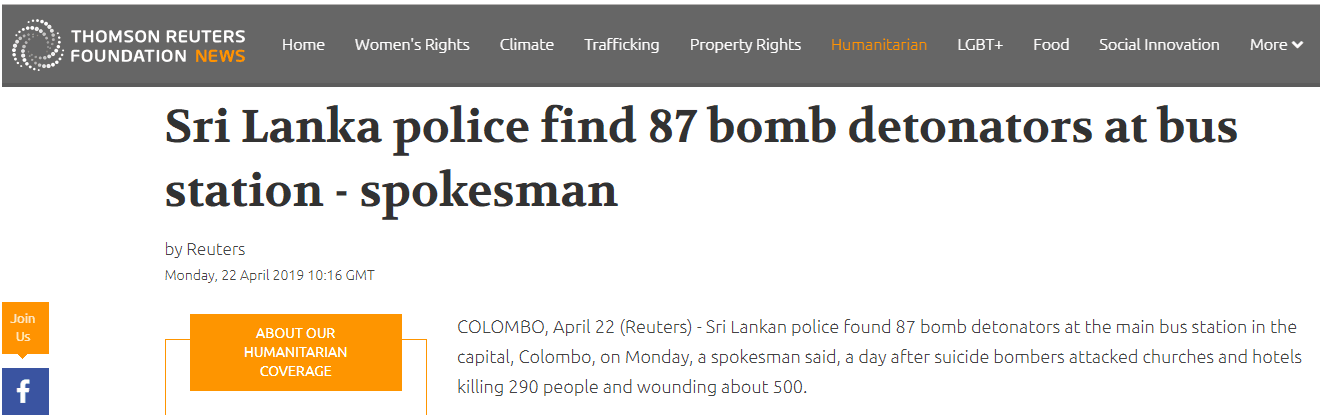 THOMSON REUTERS
FOUNDATION NEWS
Home Women's Rights Climate Trafficking Property Rights Humanitarian LGBT+ Food Social Innovation More
Sri Lanka police find 87 bomb detonators at bus
station - spokesman
by Reuters
Monday, 22 April 2019 10:16 GMT
Join
Us
f
ABOUT OUR
HUMANITARIAN
COVERAGE
COLOMBO, April 22 (Reuters) - Sri Lankan police found 87 bomb detonators at the main bus station in the
capital, Colombo, on Monday, a spokesman said, a day after suicide bombers attacked churches and hotels
killing 290 people and wounding about 500.